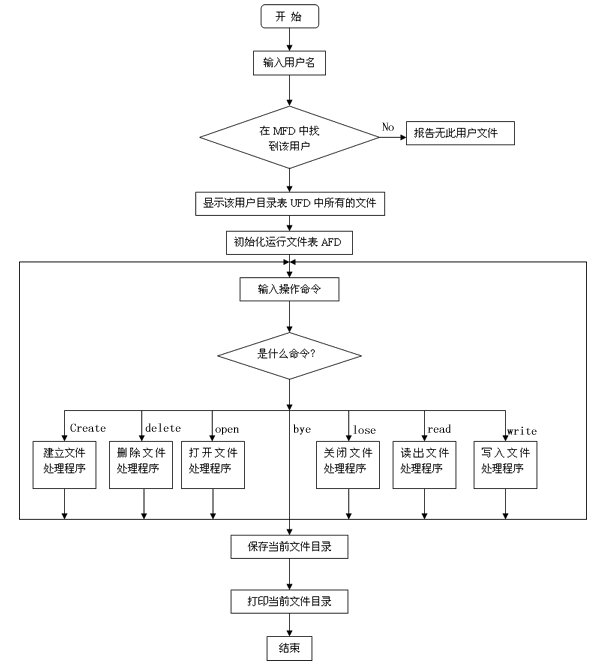 开 始
输入用户名
在 MFD 中找
到该用户
No
报告无此用户文件
显示该用户目录表 UFD 中所有的文件
初始化运行文件表 AFD
输入操作命令
是什么命令?
Create
delete
open
bye
lose
read
write
建立文件
处理程序
删除文件
处理程序
打开文件
处理程序
关闭文件
处理程序
读出文件
处理程序
写入文件
处理程序
保存当前文件目录
打印当前文件目录
结束